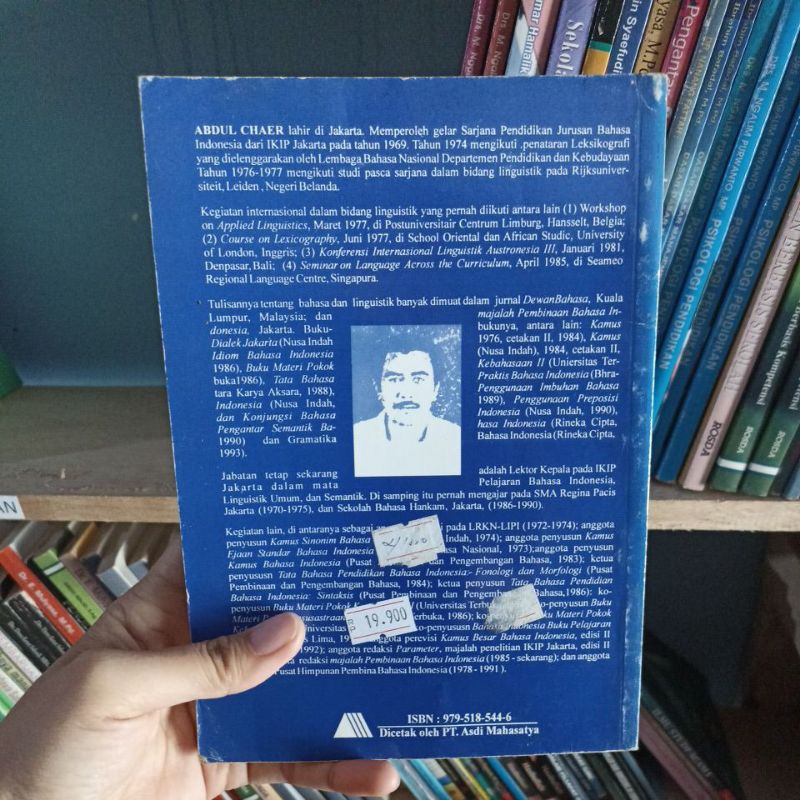 ABDUL CHAER lahir di Jakarta. Memperoleh gelar Sarjana Pendidikan Jurusan Bahasa
Indonesia dari IKIP Jakarta pada tahun 1969. Tahun 1974 mengikuti .penataran Leksikografi
yang dielenggarakan oleh Lembaga Bahasa Nasional Departemen Pendidikan dan Kebudayaan
Tahun 1976-1977 mengikuti studi pasca sarjana dalam bidang linguistik pada Rijksuniver-
siteit, Leiden, Negeri Belanda.
Kegiatan internasional dalam bidang linguistik yang pernah diikuti antara lain (1) Workshop
on Applied Linguistics, Maret 1977, di Postuniversitair Centrum Limburg, Hansselt, Belgia;
(2) Course on Lexicography, Juni 1977, di School Oriental dan African Studic, University
of London, Inggris; (3) Konferensi Internasional Linguistik Austronesia III, Januari 1981,
Denpasar, Bali; (4) Seminar on Language Across the Curriculum, April 1985, di Seameo
Regional Language Centre, Singapura.
Tulisannya tentang bahasa dan linguistik banyak dimuat dalam jurnal DewanBahasa, Kuala
Lumpur, Malaysia; dan majalah Pembinaan Bahasa In-
donesia, Jakarta. Buku- bukunya, antara lain: Kamus
Dialek Jakarta (Nusa Indah 1976, cetakan II, 1984), Kamus
Idiom Bahasa Indonesia (Nusa Indah), 1984, cetakan II,
1986), Buku Materi Pokok Kebahasaan II (Uniersitas Ter-
buka1986), Tata Bahasa Praktis Bahasa Indonesia (Bhra-
tara Karya Aksara, 1988), Penggunaan Imbuhan Bahasa
Indonesia (Nusa Indah, 1989), Penggunaan Preposisi
dan Konjungsi Bahasa Indonesia (Nusa Indah, 1990),
Pengantar Semantik Ba- hasa Indonesia (Rineka Cipta,
1990) dan Gramatika Bahasa Indonesia (Rineka Cipta,
1993).
Jabatan tetap sekarang adalah Lektor Kepala pada IKIP
Jakarta dalam mata Pelajaran Bahasa Indonesia,
Linguistik Umum, dan Semantik. Di samping itu pernah mengajar pada SMA Regina Pacis
Jakarta (1970-1975), dan Sekolah Bahasa Hankam, Jakarta, (1986-1990).
Kegiatan lain, di antaranya sebagai pada LRKN-LIPI (1972-1974); anggota
penyusun Kamus Sinonim Bahasa Indah, 1974); anggota penyusun Kamus
Ejaan Standar Bahasa Indonesia Nasional, 1973);anggota penyusun
Kamus Bahasa Indonesia (Pusat dan Pengembangan Bahasa, 1983); ketua
penyususn Tata Bahasa Pendidikan Bahasa Indonesia:- Fonologi dan Morfologi (Pusat
Pembinaan dan Pengembangan Bahasa, 1984); ketua penyusun Tata Bahasa Pendidian
Bahasa Indonesia: Sintaksis (Pusat Pembinaan dan Pengembangan Bahasa,1986); ko-
penyusun Buku Materi Pokok (Universitas penyusun Buku
Materi 1986); Materi Pokok
ko-penyususn Bahasa Indonesia Buku Pelajaran
Lima, perevisi Kamus Besar Bahasa Indonesia, edisi II
1992); anggota redaksi Parameter, majalah penelitian IKIP Jakarta, edisi II
redaksi majalah Pembinaan Bahasa Indonesia (1985 - sekarang); dan anggota
Pusat Himpunan Pembina Bahasa Indonesia (1978 - 1991).
RP 19.900
ISBN : 979-518-544-6
Dicetak oleh PT. Asdi Mahasatya
DRS. M. NGALIM PURWANTO MP PSIKOLOGI PENDIDIKAN
ROSDA
ROSDA